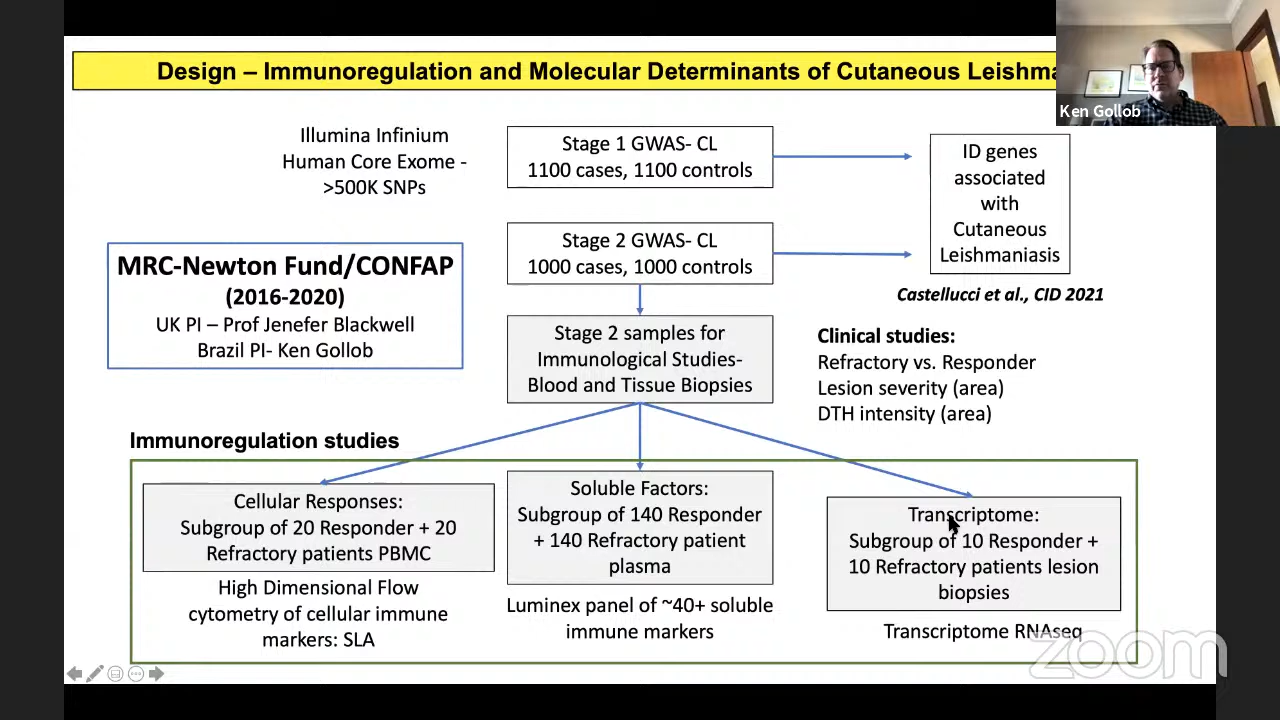 Design – Immunoregulation and Molecular Determinants of Cutaneous Leishma
Ken Gollob
Illumina Infinium
Human Core Exome -
>500K SNPs
Stage 1 GWAS- CL
1100 cases, 1100 controls
ID genes
associated
with
Cutaneous
Leishmaniasis
Stage 2 GWAS- CL
1000 cases, 1000 controls
Castellucci et al., CID 2021
MRC-Newton Fund/CONFAP
(2016-2020)
UK PI – Prof Jenefer Blackwell
Brazil PI- Ken Gollob
Stage 2 samples for
Immunological Studies-
Blood and Tissue Biopsies
Clinical studies:
Refractory vs. Responder
Lesion severity (area)
DTH intensity (area)
Immunoregulation studies
Cellular Responses:
Subgroup of 20 Responder + 20
Refractory patients PBMC
High Dimensional Flow
cytometry of cellular immune
markers: SLA
Soluble Factors:
Subgroup of 140 Responder
+ 140 Refractory patient
plasma
Luminex panel of ~40+ soluble
immune markers
Transcriptome:
Subgroup of 10 Responder +
10 Refractory patients lesion
biopsies
Transcriptome RNAseq
zoom